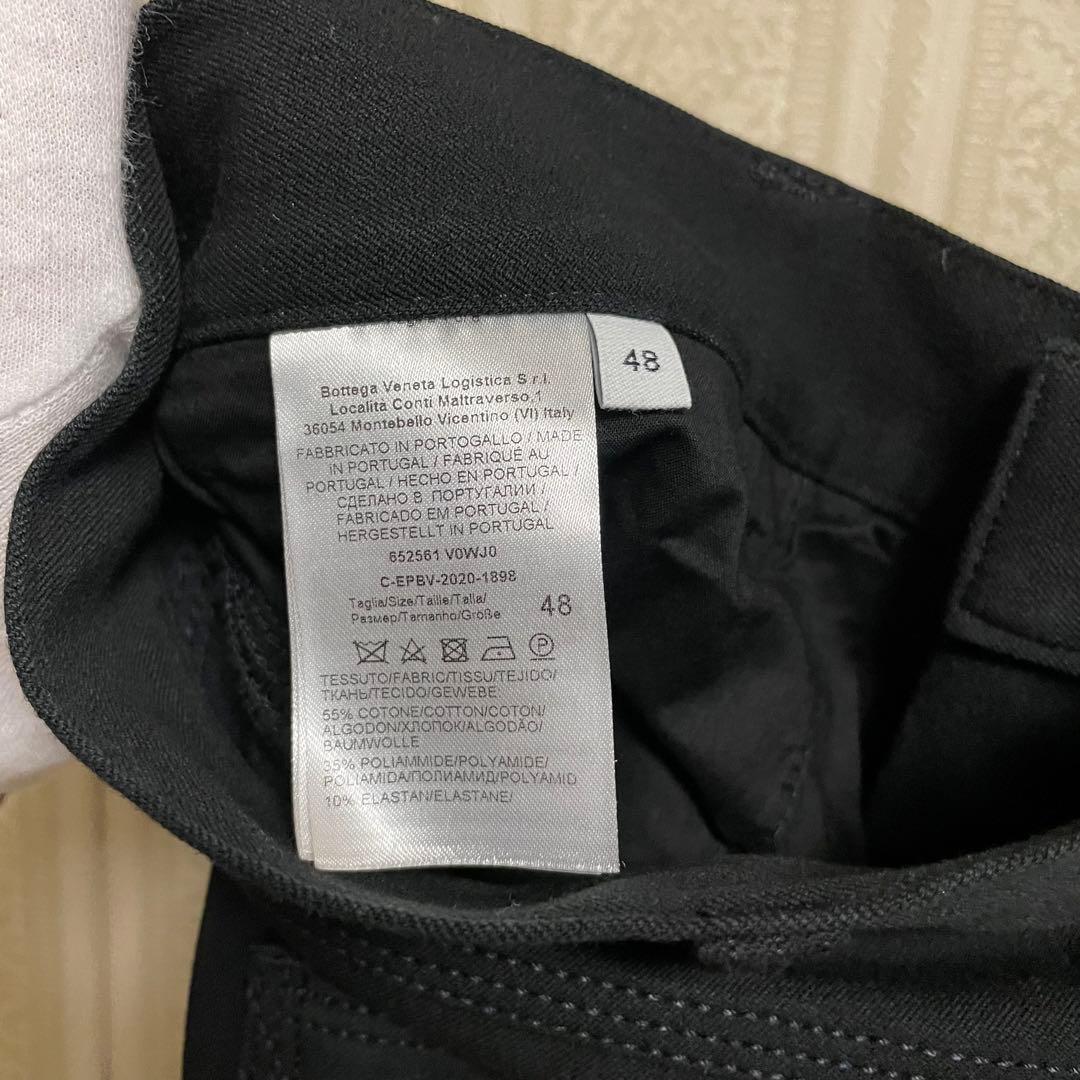 Bottega Veneta Logistica S.r.l.
Localita Conti Maltraverso,1
36054 Montebello Vicentino (VI) Italy
FABBRICATO IN PORTOGALLO / MADE
IN PORTUGAL / FABRIQUÉ AU
PORTUGAL / HECHO EN PORTUGAL /
СДЕЛАНО В ПОРТУГАЛИИ /
FABRICADO EM PORTUGAL /
HERGESTELLT IN PORTUGAL
652561 V0WJ0
C-EPBV-2020-1898
Taglia/Size/Taille/Talla/
Размер/Tamanho/Größe
48
P
TESSUTO/FABRIC/TISSU/TEJIDO/
ТКАНЬ/TECIDO/GEWEBE
55% COTONE/COTTON/COTON/
ALGODON/ХЛОПОК/ALGODÃO/
BAUMWOLLE
35% POLIAMMIDE/POLYAMIDE/
POLIAMIDA/ПОЛИАМИД/POLYAMID
10% ELASTAN/ELASTANE/
48